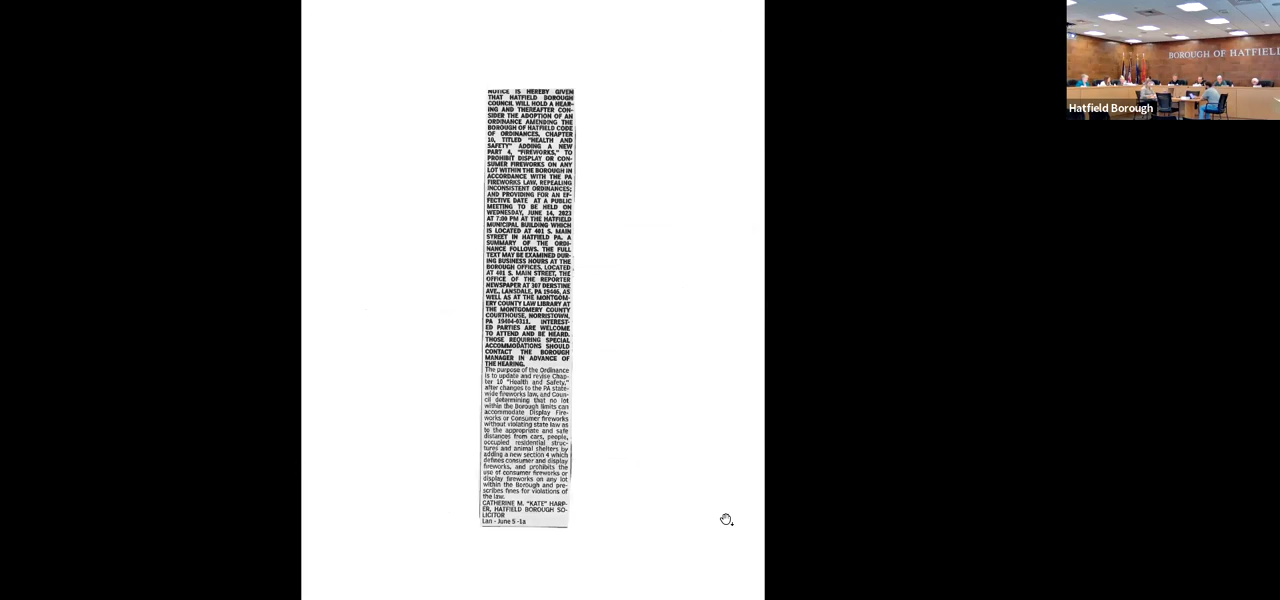 NOTICE IS HEREBY GIVEN
THAT HATFIELD BOROUGH
COUNCIL WILL HOLD A HEAR-
ING AND THEREAFTER CON-
SIDER THE ADOPTION OF AN
ORDINANCE AMENDING THE
BOROUGH OF HATFIELD CODE
OF ORDINANCES, CHAPTER
10, TITLED "HEALTH AND
SAFETY" ADDING A NEW
PART 4, "FIREWORKS," TO
PROHIBIT DISPLAY OR CON-
SUMER FIREWORKS ON ANY
LOT WITHIN THE BOROUGH IN
ACCORDANCE WITH THE PA
FIREWORKS LAW, REPEALING
INCONSISTENT ORDINANCES;
AND PROVIDING FOR AN EF-
FECTIVE DATE AT A PUBLIC
MEETING TO BE HELD ON
WEDNESDAY, JUNE 14, 2023
AT 7:00 PM AT THE HATFIELD
MUNICIPAL BUILDING WHICH
IS LOCATED AT 401 S. MAIN
STREET IN HATFIELD PA. A
SUMMARY OF THE ORDI-
NANCE FOLLOWS. THE FULL
TEXT MAY BE EXAMINED DUR-
ING BUSINESS HOURS AT THE
BOROUGH OFFICES, LOCATED
AT 401 S. MAIN STREET, THE
OFFICE OF THE REPORTER
NEWSPAPER AT 307 DERSTINE
AVE., LANSDALE, PA 19446, AS
WELL AS AT THE MONTGOM-
ERY COUNTY LAW LIBRARY AT
THE MONTGOMERY COUNTY
COURTHOUSE, NORRISTOWN,
PA 19404-0311. INTEREST-
ED PARTIES ARE WELCOME
TO ATTEND AND BE HEARD.
THOSE REQUIRING SPECIAL
ACCOMMODATIONS SHOULD
CONTACT THE BOROUGH
MANAGER IN ADVANCE OF
THE HEARING.
The purpose of the Ordinance
is to update and revise Chap-
ter 10 "Health and Safety,"
after changes to the PA state-
wide fireworks law, and Coun-
cil determining that no lot
within the Borough limits can
accommodate Display Fire-
works or Consumer fireworks
without violating state law as
to the appropriate and safe
distances from cars, people,
occupied residential struc-
tures and animal shelters by
adding a new section 4 which
defines consumer and display
fireworks, and prohibits the
use of consumer fireworks or
display fireworks on any lot
within the Borough and pre-
scribes fines for violations of
the law.
CATHERINE M. "KATE" HARP-
ER, HATFIELD BOROUGH SO-
LICITOR
Lan - June 5 -1a
BOROUGH OF HATFIELD
Hatfield Borough